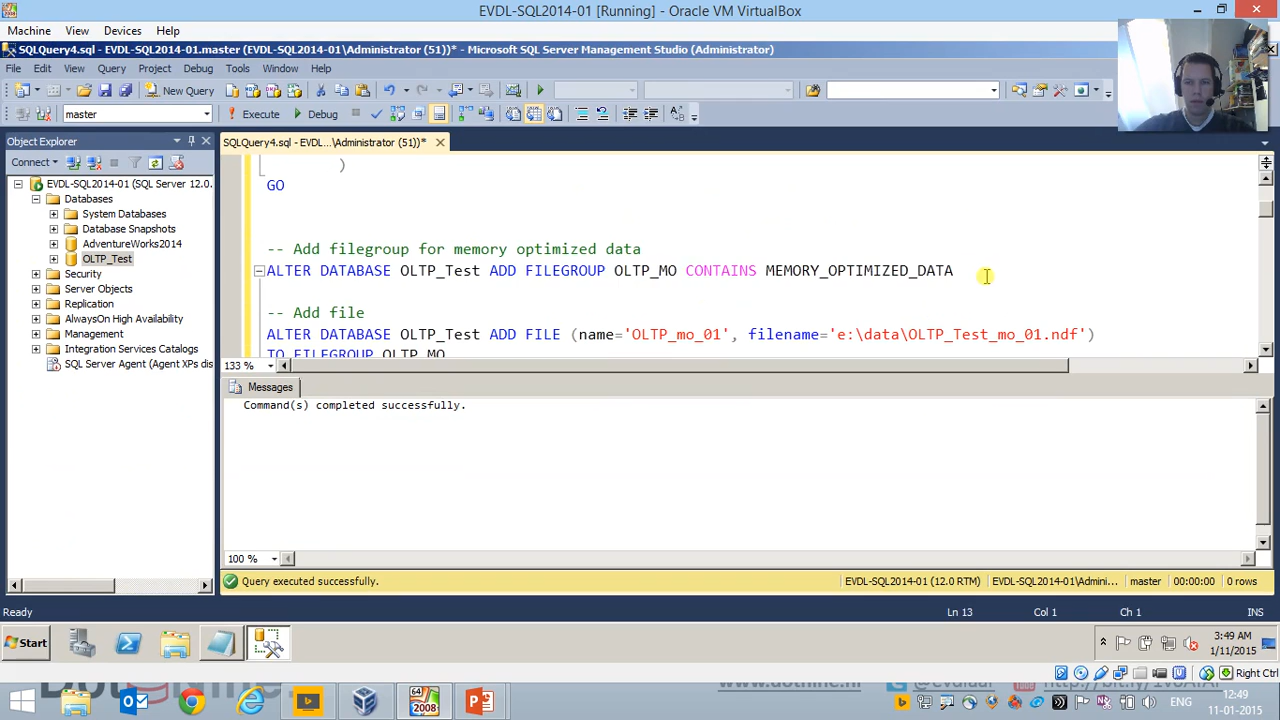 EVDL-SQL2014-01 [Running] - Oracle VM VirtualBox
Machine View Devices Help
SQLQuery4.sql - EVDL-SQL2014-01.master (EVDL-SQL2014-01\Administrator (51))* - Microsoft SQL Server Management Studio (Administrator)
File Edit View Query Project Debug Tools Window Help
New Query
master Execute Debug
Object Explorer
SQLQuery4.sql - EVDL...\Administrator (51))*
Connect
EVDL-SQL2014-01 (SQL Server 12.0.
Databases
System Databases
Database Snapshots
AdventureWorks2014
OLTP_Test
Security
Server Objects
Replication
AlwaysOn High Availability
Management
Integration Services Catalogs
SQL Server Agent (Agent XPs dis
)
GO
-- Add filegroup for memory optimized data
ALTER DATABASE OLTP_Test ADD FILEGROUP OLTP_MO CONTAINS MEMORY_OPTIMIZED_DATA
-- Add file
ALTER DATABASE OLTP_Test ADD FILE (name='OLTP_mo_01', filename='e:\data\OLTP_Test_mo_01.ndf')
TO FILEGROUP OLTP_MO
133 %
Messages
Command(s) completed successfully.
100 %
Query executed successfully. EVDL-SQL2014-01 (12.0 RTM) EVDL-SQL2014-01\Admini... master 00:00:00 0 rows
Ready Ln 13 Col 1 Ch 1 INS
Start 3:49 AM
1/11/2015
Right Ctrl
www.dotnine.nl
64
2008
ENG 12:49
11-01-2015